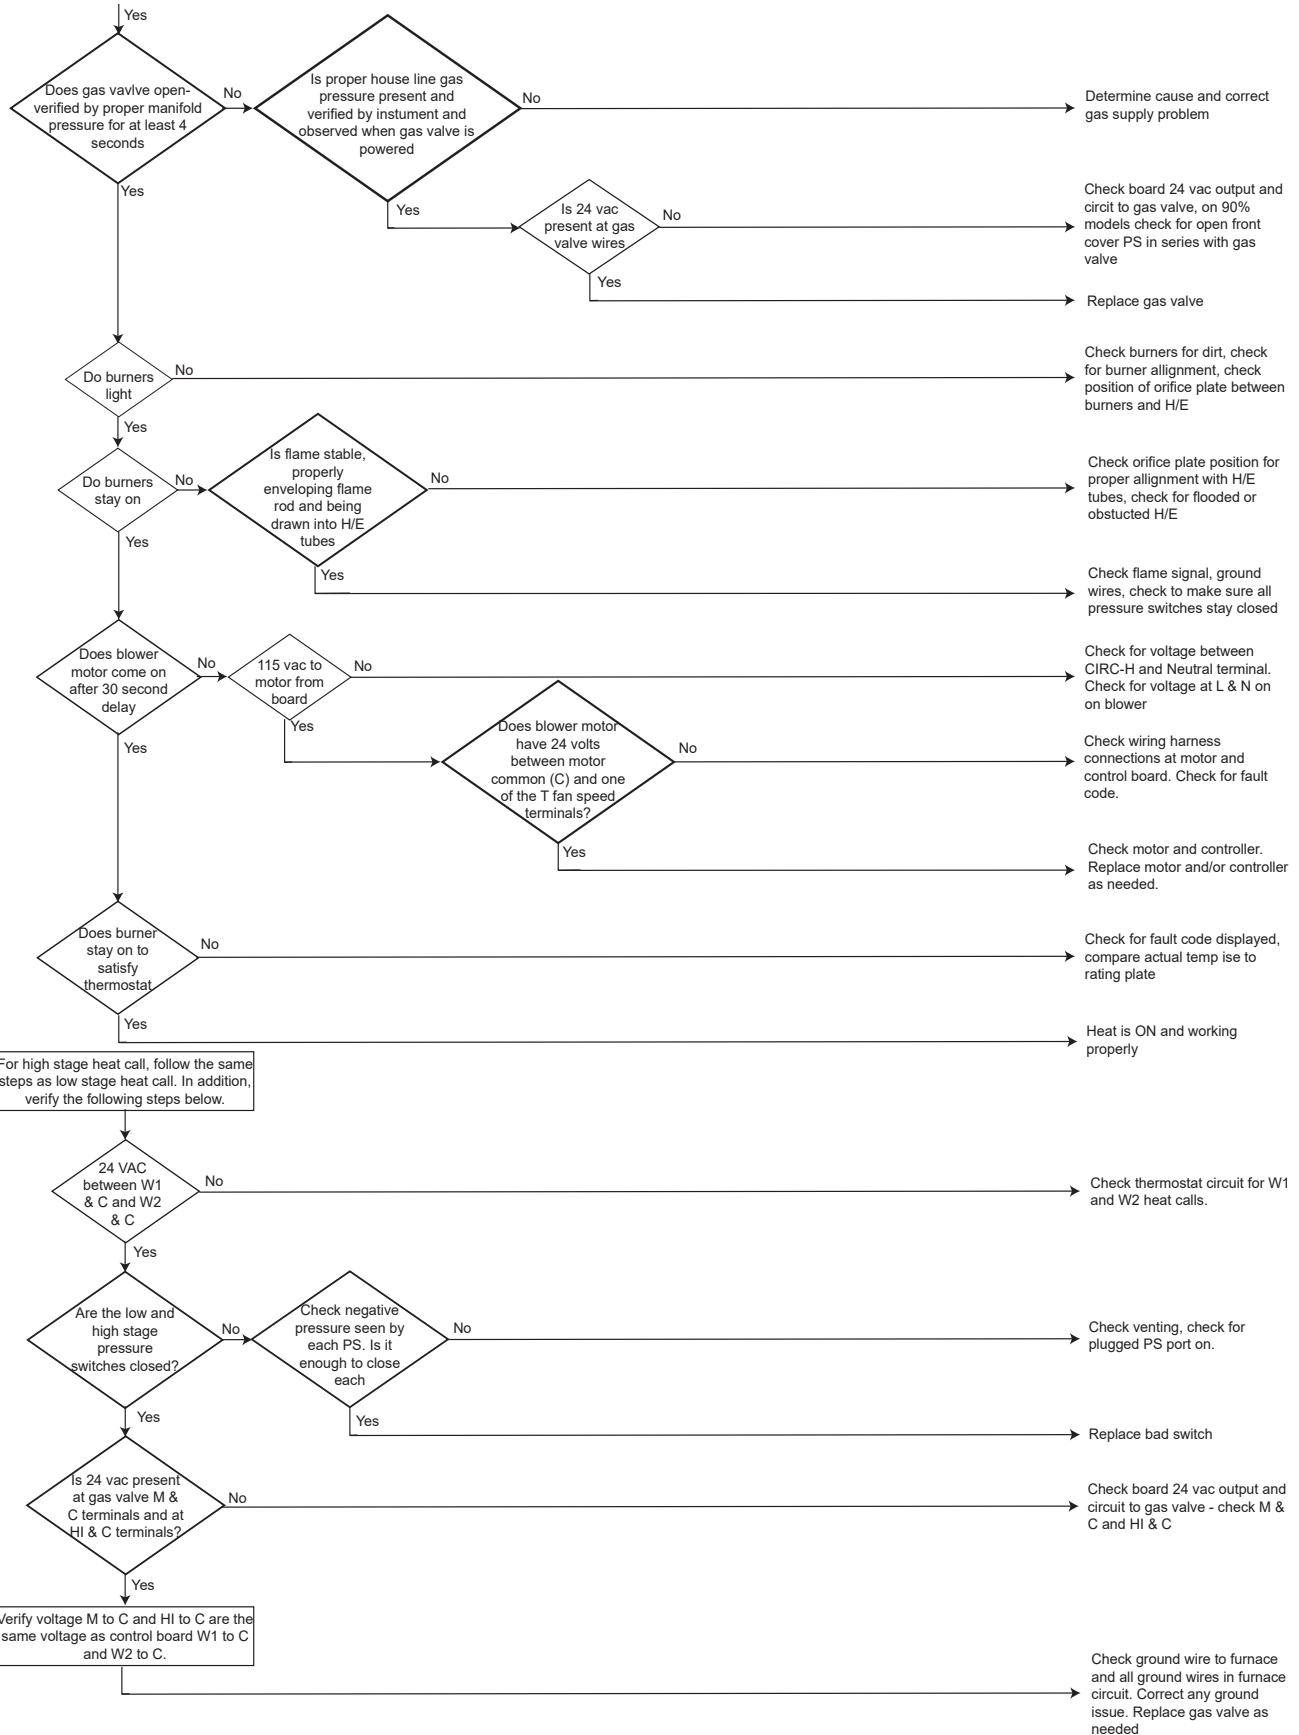 Yes
Does gas vavlve open-
verified by proper manifold
pressure for at least 4
seconds
No
Is proper house line gas
pressure present and
verified by instument and
observed when gas valve is
powered
No
Determine cause and correct
gas supply problem
Yes
Yes
Is 24 vac
present at gas
valve wires
No
Check board 24 vac output and
circit to gas valve, on 90%
models check for open front
cover PS in series with gas
valve
Yes
Replace gas valve
Do burners
light
No
Check burners for dirt, check
for burner allignment, check
position of orifice plate between
burners and H/E
Yes
Do burners
stay on
No
Is flame stable,
properly
enveloping flame
rod and being
drawn into H/E
tubes
No
Check orifice plate position for
proper allignment with H/E
tubes, check for flooded or
obstucted H/E
Yes
Yes
Check flame signal, ground
wires, check to make sure all
pressure switches stay closed
Does blower
motor come on
after 30 second
delay
No
115 vac to
motor from
board
No
Check for voltage between
CIRC-H and Neutral terminal.
Check for voltage at L & N on
on blower
Yes
Yes
Does blower motor
have 24 volts
between motor
common (C) and one
of the T fan speed
terminals?
No
Check wiring harness
connections at motor and
control board. Check for fault
code.
Yes
Check motor and controller.
Replace motor and/or controller
as needed.
Does burner
stay on to
satisfy
thermostat
No
Check for fault code displayed,
compare actual temp ise to
rating plate
Yes
Heat is ON and working
properly
For high stage heat call, follow the same
steps as low stage heat call. In addition,
verify the following steps below.
24 VAC
between W1
& C and W2
& C
No
Check thermostat circuit for W1
and W2 heat calls.
Yes
Are the low and
high stage
pressure
switches closed?
No
Check negative
pressure seen by
each PS. Is it
enough to close
each
No
Check venting, check for
plugged PS port on.
Yes
Yes
Replace bad switch
Is 24 vac present
at gas valve M &
C terminals and at
HI & C terminals?
No
Check board 24 vac output and
circuit to gas valve - check M &
C and HI & C
Yes
Verify voltage M to C and HI to C are the
same voltage as control board W1 to C
and W2 to C.
Check ground wire to furnace
and all ground wires in furnace
circuit. Correct any ground
issue. Replace gas valve as
needed